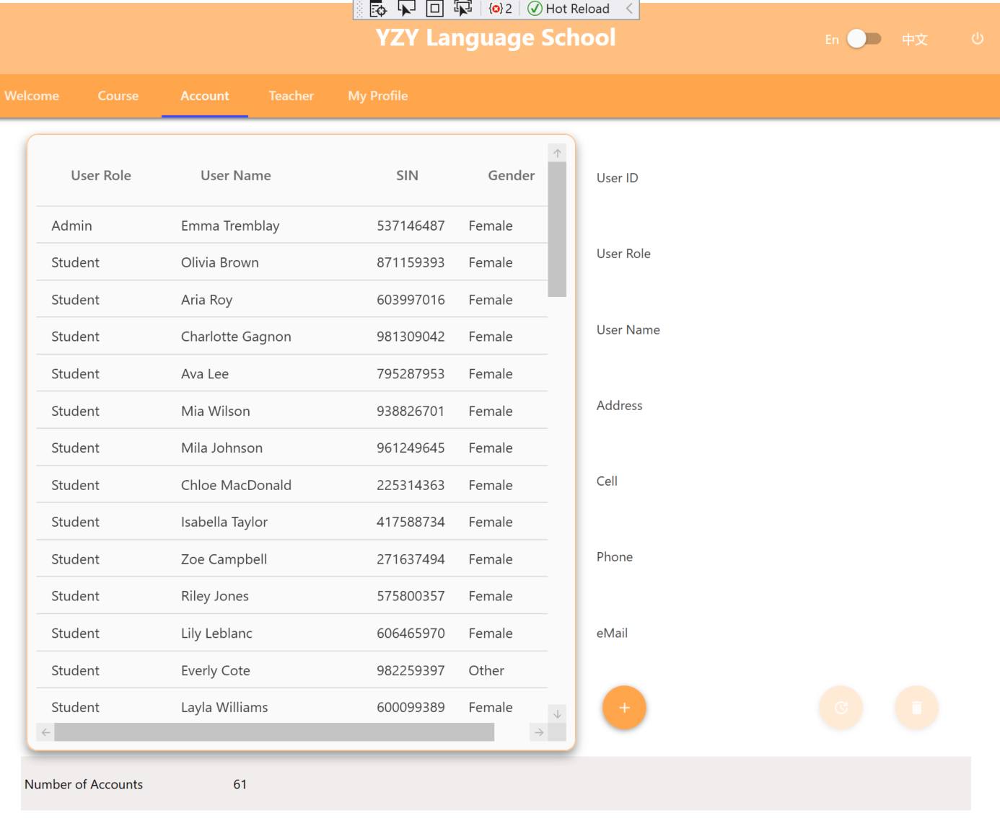 2 Hot Reload
YZY Language School
En 中文
Welcome Course Account Teacher My Profile
User Role User Name SIN Gender
Admin Emma Tremblay 537146487 Female
Student Olivia Brown 871159393 Female
Student Aria Roy 603997016 Female
Student Charlotte Gagnon 981309042 Female
Student Ava Lee 795287953 Female
Student Mia Wilson 938826701 Female
Student Mila Johnson 961249645 Female
Student Chloe MacDonald 225314363 Female
Student Isabella Taylor 417588734 Female
Student Zoe Campbell 271637494 Female
Student Riley Jones 575800357 Female
Student Lily Leblanc 606465970 Female
Student Everly Cote 982259397 Other
Student Layla Williams 600099389 Female
User ID
User Role
User Name
Address
Cell
Phone
eMail
Number of Accounts 61